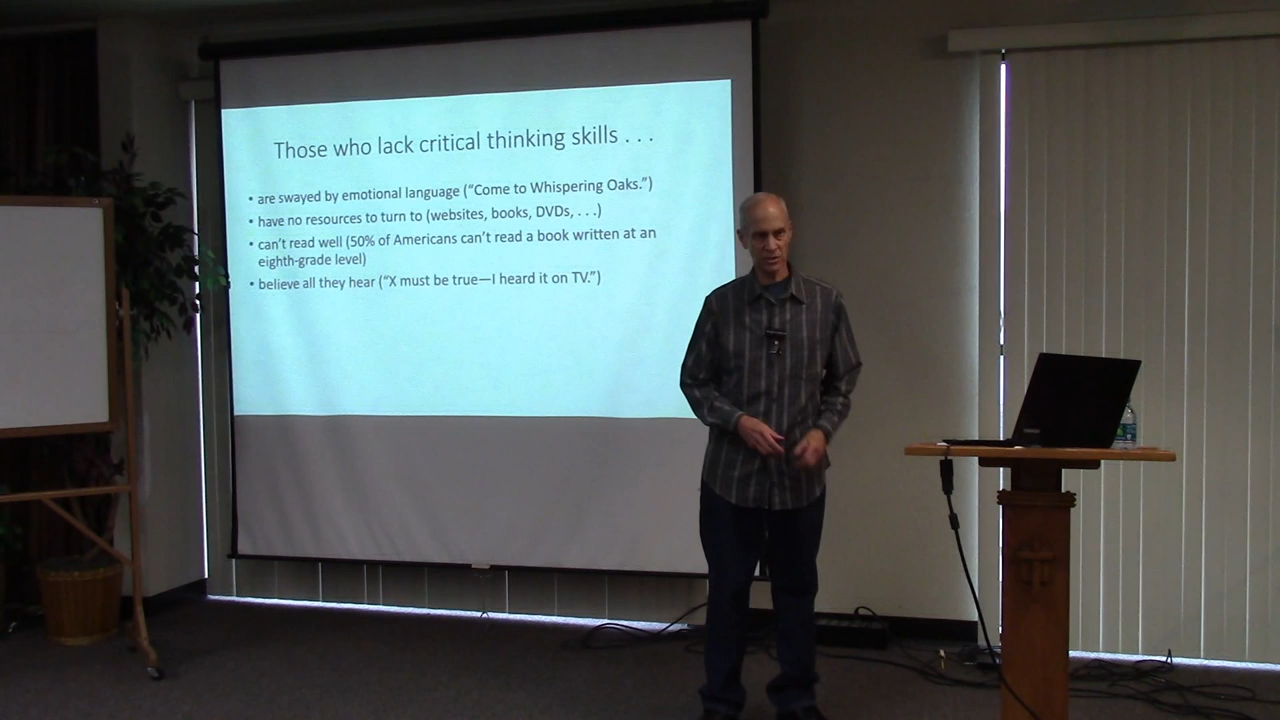 Those who lack critical thinking skills . . .
• are swayed by emotional language (“Come to Whispering Oaks.”)
• have no resources to turn to (websites, books, DVDs, . . .)
• can’t read well (50% of Americans can’t read a book written at an
eighth-grade level)
• believe all they hear (“X must be true—I heard it on TV.”)